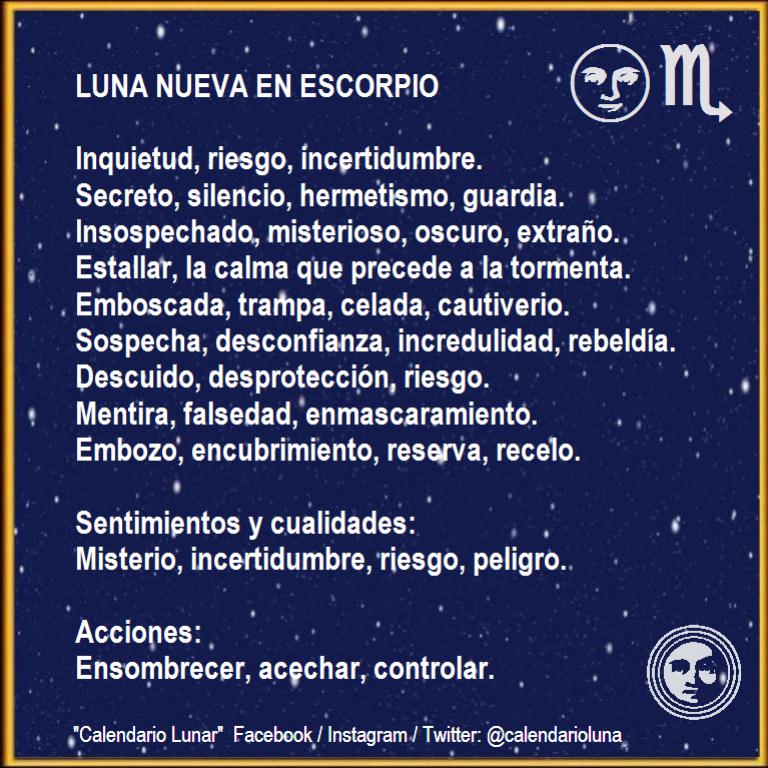 LUNA NUEVA EN ESCORPIO
Inquietud, riesgo, incertidumbre.
Secreto, silencio, hermetismo, guardia.
Insospechado, misterioso, oscuro, extraño.
Estallar, la calma que precede a la tormenta.
Emboscada, trampa, celada, cautiverio.
Sospecha, desconfianza, incredulidad, rebeldía.
Descuido, desprotección, riesgo.
Mentira, falsedad, enmascaramiento.
Embozo, encubrimiento, reserva, recelo.
Sentimientos y cualidades:
Misterio, incertidumbre, riesgo, peligro.
Acciones:
Ensombrecer, acechar, controlar.
"Calendario Lunar" Facebook / Instagram / Twitter: @calendarioluna